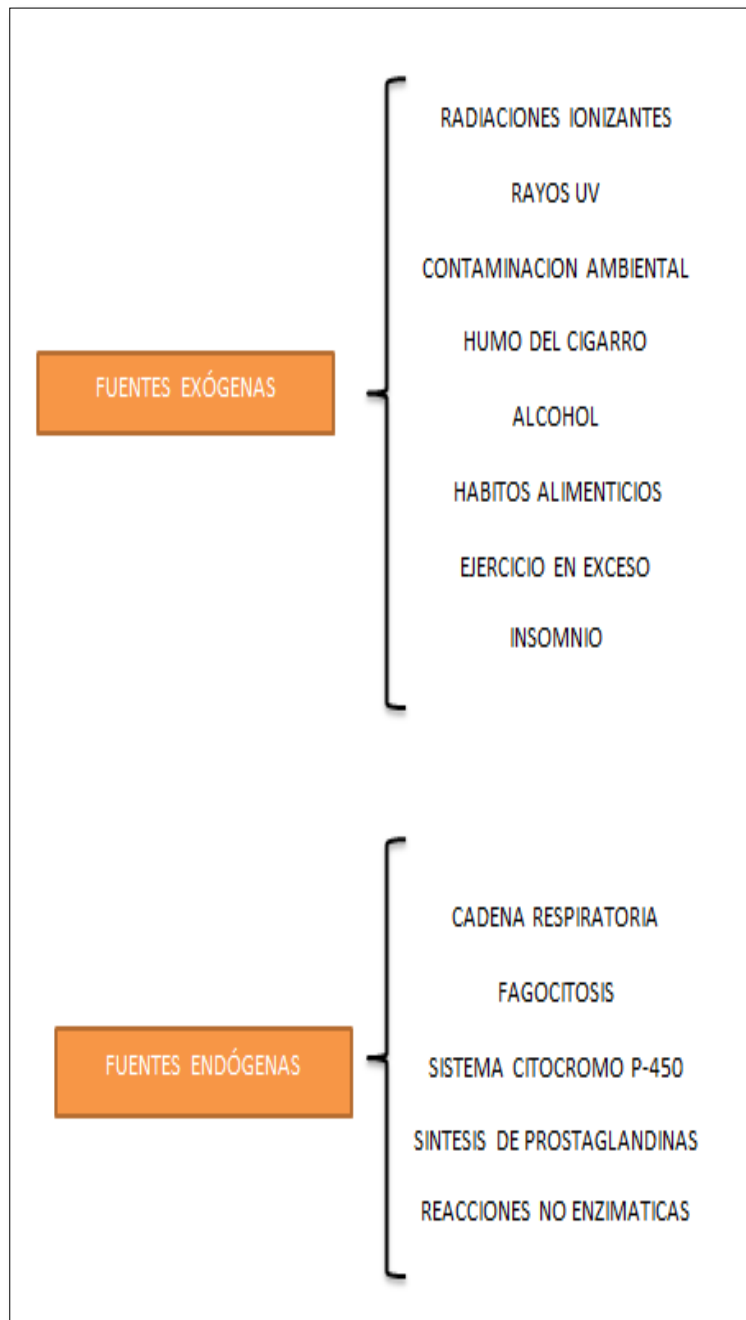 FUENTES EXÓGENAS
RADIACIONES IONIZANTES
RAYOS UV
CONTAMINACION AMBIENTAL
HUMO DEL CIGARRO
ALCOHOL
HABITOS ALIMENTICIOS
EJERCICIO EN EXCESO
INSOMNIO
FUENTES ENDÓGENAS
CADENA RESPIRATORIA
FAGOCITOSIS
SISTEMA CITOCROMO P-450
SINTESIS DE PROSTAGLANDINAS
REACCIONES NO ENZIMATICAS